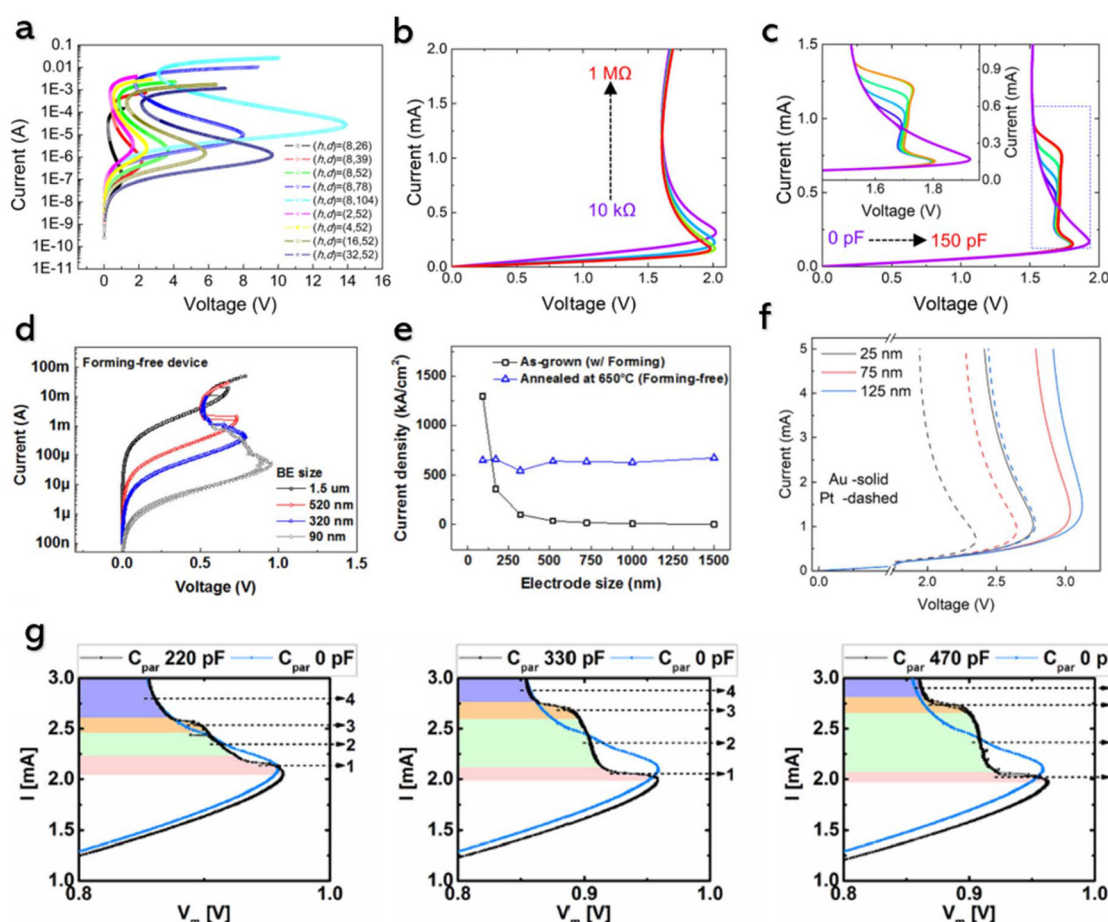 a
0.1
0.01
1E-3
1E-4
1E-5
1E-6
1E-7
1E-8
1E-9
1E-10
1E-11
Current (A)
0 2 4 6 8 10 12 14 16
Voltage (V)
(h,d)=(8,26)
(h,d)=(8,39)
(h,d)=(8,52)
(h,d)=(8,78)
(h,d)=(8,104)
(h,d)=(2,52)
(h,d)=(4,52)
(h,d)=(16,52)
(h,d)=(32,52)
b
2.0
1.5
1.0
0.5
0.0
Current (mA)
1 MΩ
10 kΩ
0.0 0.5 1.0 1.5 2.0
Voltage (V)
c
1.5
1.0
0.5
0.0
Current (mA)
0.9
0.6
0.3
0.0
Current (mA)
1.6 1.8
Voltage (V)
0 pF 150 pF
0.0 0.5 1.0 1.5 2.0
Voltage (V)
d
Forming-free device
100m
10m
1m
100µ
10µ
1µ
100n
Current (A)
BE size
1.5 um
520 nm
320 nm
90 nm
0.0 0.5 1.0 1.5
Voltage (V)
e
As-grown (w/ Forming)
Annealed at 650°C (Forming-free)
1500
1250
1000
750
500
250
0
Current density (kA/cm²)
0 250 500 750 1000 1250 1500
Electrode size (nm)
f
25 nm
75 nm
125 nm
5
4
3
2
1
0
Current (mA)
Au -solid
Pt -dashed
0.0 2.0 2.5 3.0
Voltage (V)
g
Cpar 220 pF Cpar 0 pF
3.0
2.5
2.0
1.5
1.0
I [mA]
4
3
2
1
0.8 0.9 1.0
Vm [V]
Cpar 330 pF Cpar 0 pF
3.0
2.5
2.0
1.5
1.0
I [mA]
4
3
2
1
0.8 0.9 1.0
Vm [V]
Cpar 470 pF Cpar 0 pF
3.0
2.5
2.0
1.5
1.0
I [mA]
0.8 0.9 1.0
Vm [V]